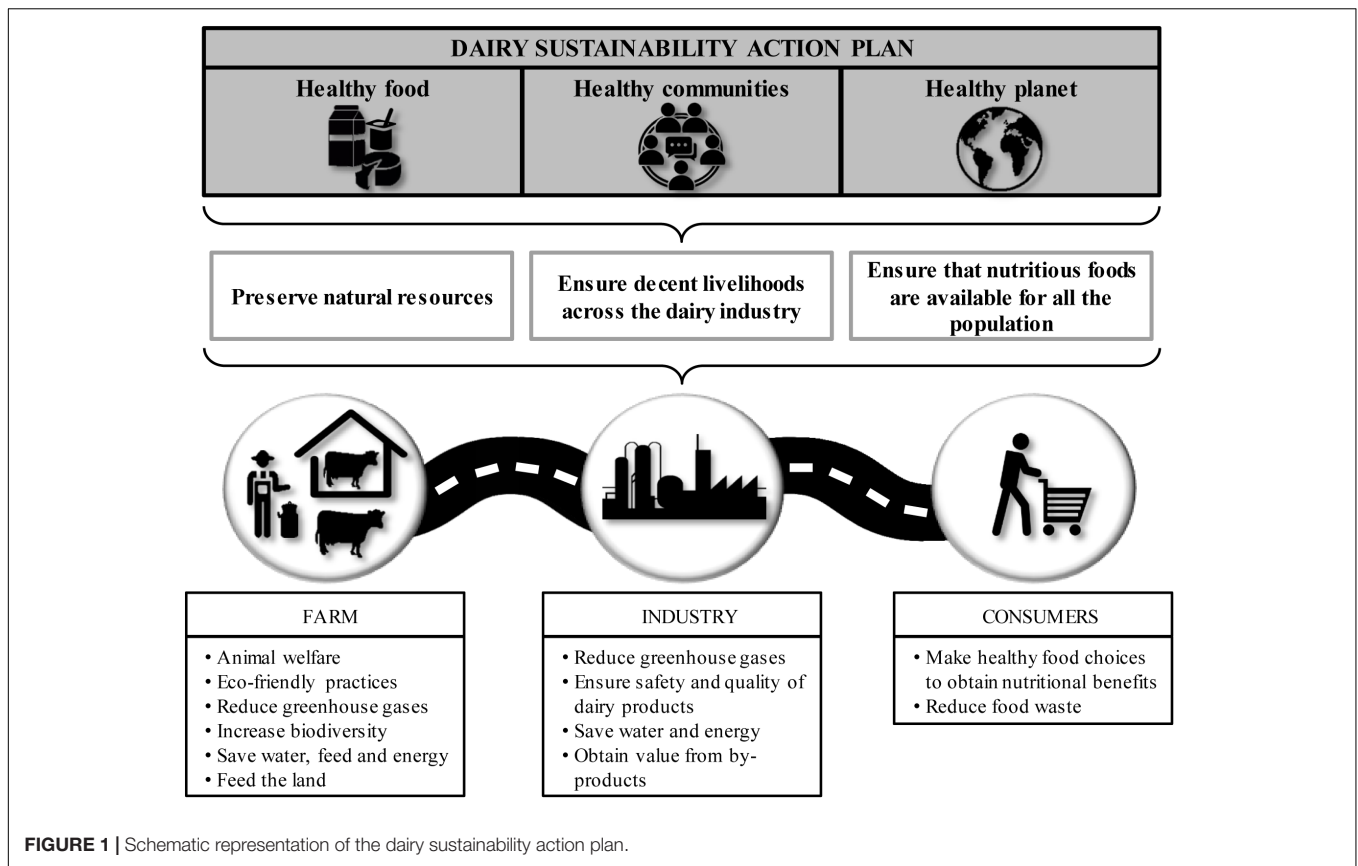 DAIRY SUSTAINABILITY ACTION PLAN
Healthy food
Healthy communities
Healthy planet
Preserve natural resources
Ensure decent livelihoods
across the dairy industry
Ensure that nutritious foods
are available for all the
population
FARM
• Animal welfare
• Eco-friendly practices
• Reduce greenhouse gases
• Increase biodiversity
• Save water, feed and energy
• Feed the land
INDUSTRY
• Reduce greenhouse gases
• Ensure safety and quality of
dairy products
• Save water and energy
• Obtain value from by-
products
CONSUMERS
• Make healthy food choices
to obtain nutritional benefits
• Reduce food waste
FIGURE 1 | Schematic representation of the dairy sustainability action plan.